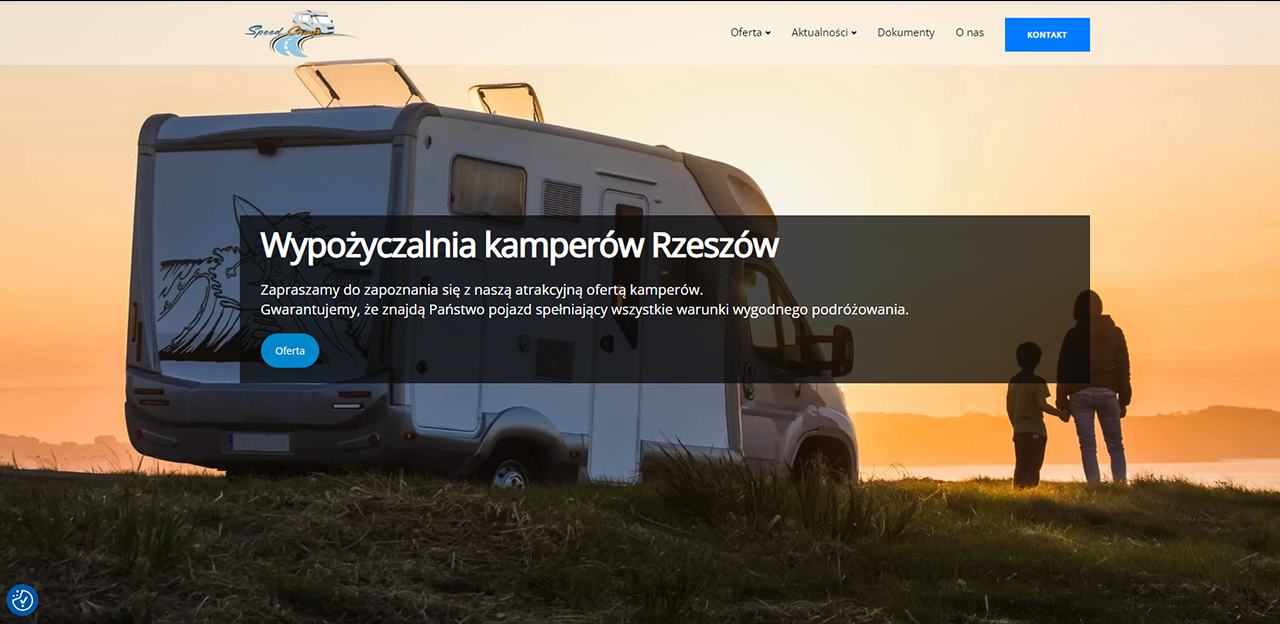 Speed Camp
Oferta
Aktualności
Dokumenty
O nas
KONTAKT
Wypożyczalnia kamperów Rzeszów
Zapraszamy do zapoznania się z naszą atrakcyjną ofertą kamperów.
Gwarantujemy, że znajdą Państwo pojazd spełniający wszystkie warunki wygodnego podróżowania.
Oferta